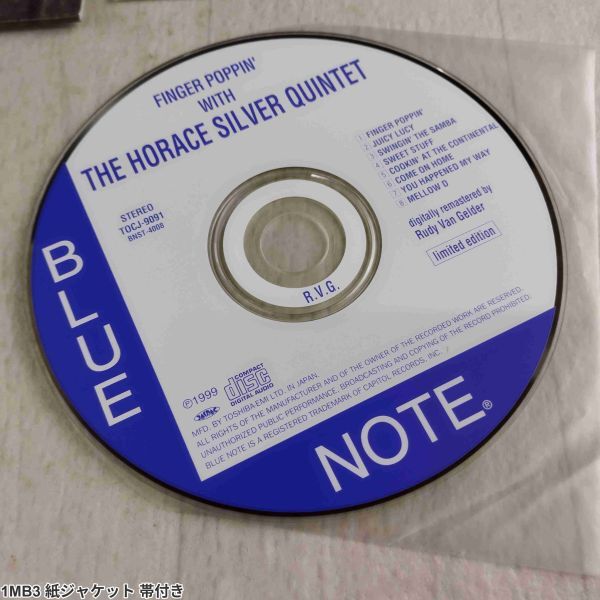 FINGER POPPIN'
WITH
THE HORACE SILVER QUINTET
1 FINGER POPPIN'
2 JUICY LUCY
3 SWINGIN' THE SAMBA
4 SWEET STUFF
5 COOKIN' AT THE CONTINENTAL
6 COME ON HOME
7 YOU HAPPENED MY WAY
8 MELLOW D
STEREO
TOCJ-9091
BNST-4008
digitally remastered by
Rudy Van Gelder
limited edition
R.V.G.
BLUE
NOTE®
Ⓟ1999
COMPACT
disc
DIGITAL AUDIO
MFD. BY TOSHIBA-EMI LTD. IN JAPAN.
ALL RIGHTS OF THE MANUFACTURER AND OF THE OWNER OF THE RECORDED WORK ARE RESERVED.
UNAUTHORIZED PUBLIC PERFORMANCE, BROADCASTING AND COPYING OF THE RECORD PROHIBITED.
BLUE NOTE IS A REGISTERED TRADEMARK OF CAPITOL RECORDS, INC.
1MB3 紙ジャケット 帯付き